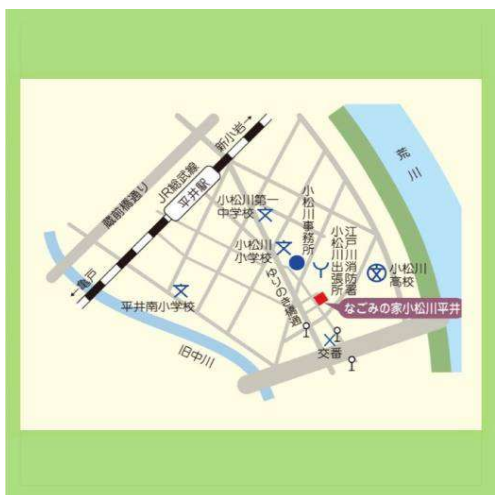 新小岩→
蔵前橋通り
JR総武線
平井駅
←亀戸
小松川第一
中学校
小松川
小学校
平井南小学校
旧中川
小松川事務所
ゆりのき橋通
江戸川消防署
小松川出張所
小松川
高校
荒川
なごみの家小松川平井
交番